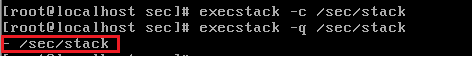 [root@localhost sec]# execstack -c /sec/stack
[root@localhost sec]# execstack -q /sec/stack
- /sec/stack